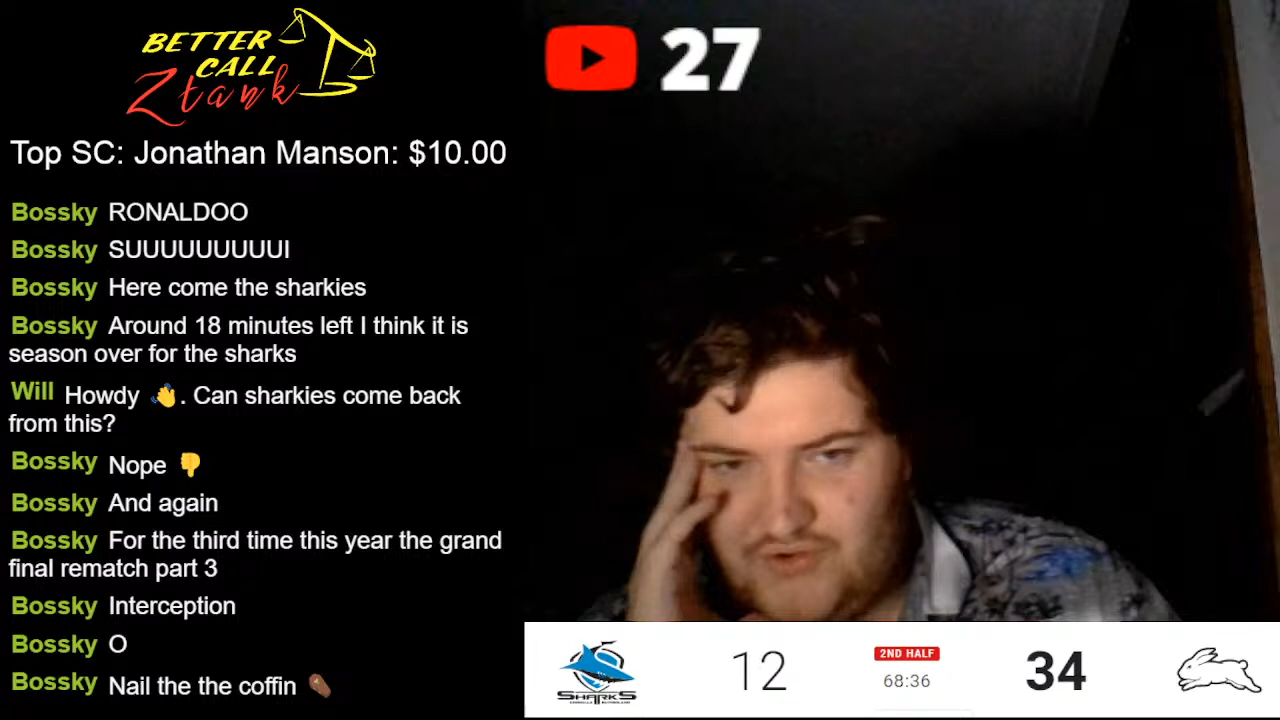 BETTER
CALL
Ztank
27
Top SC: Jonathan Manson: $10.00
Bossky RONALDOO
Bossky SUUUUUUUUUI
Bossky Here come the sharkies
Bossky Around 18 minutes left I think it is
season over for the sharks
Will Howdy 👋. Can sharkies come back
from this?
Bossky Nope 👎
Bossky And again
Bossky For the third time this year the grand
final rematch part 3
Bossky Interception
Bossky O
Bossky Nail the the coffin ⚰️
SHARKS
12
2ND HALF
68:36
34